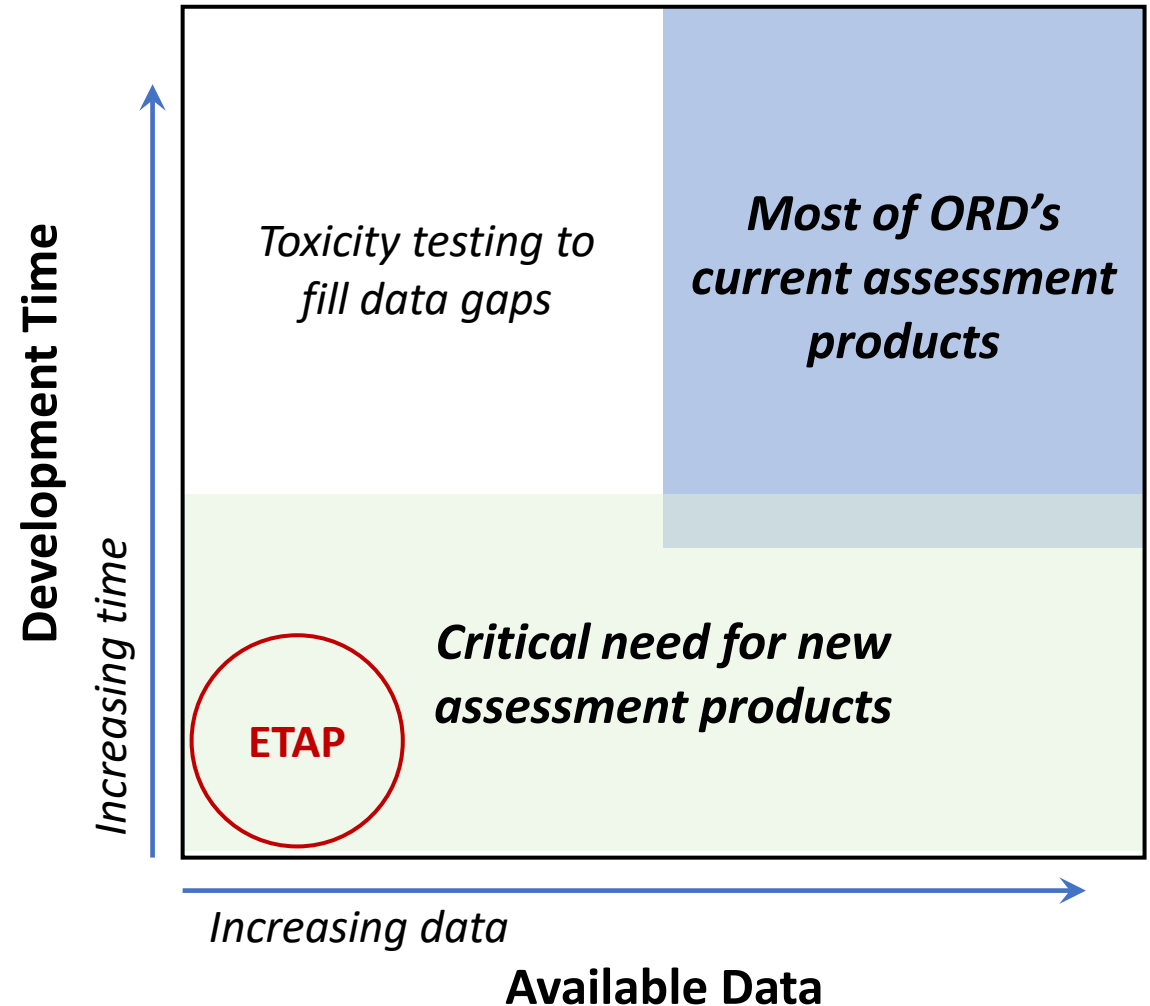 Development Time
Increasing time
Toxicity testing to
fill data gaps
Most of ORD’s
current assessment
products
Critical need for new
assessment products
ETAP
Increasing data
Available Data